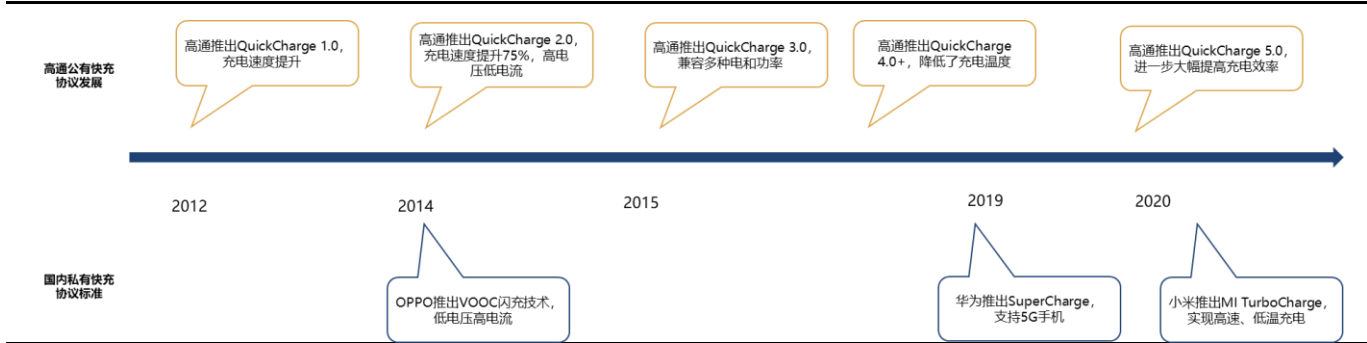 高通公有快充
协议发展
高通推出QuickCharge 1.0，
充电速度提升
高通推出QuickCharge 2.0，
充电速度提升75%，高电
压低电流
高通推出QuickCharge 3.0，
兼容多种电和功率
高通推出QuickCharge
4.0+，降低了充电温度
高通推出QuickCharge 5.0，
进一步大幅提高充电效率
2012
2014
2015
2019
2020
国内私有快充
协议标准
OPPO推出VOOC闪充技术，
低电压高电流
华为推出SuperCharge，
支持5G手机
小米推出MI TurboCharge，
实现高速、低温充电